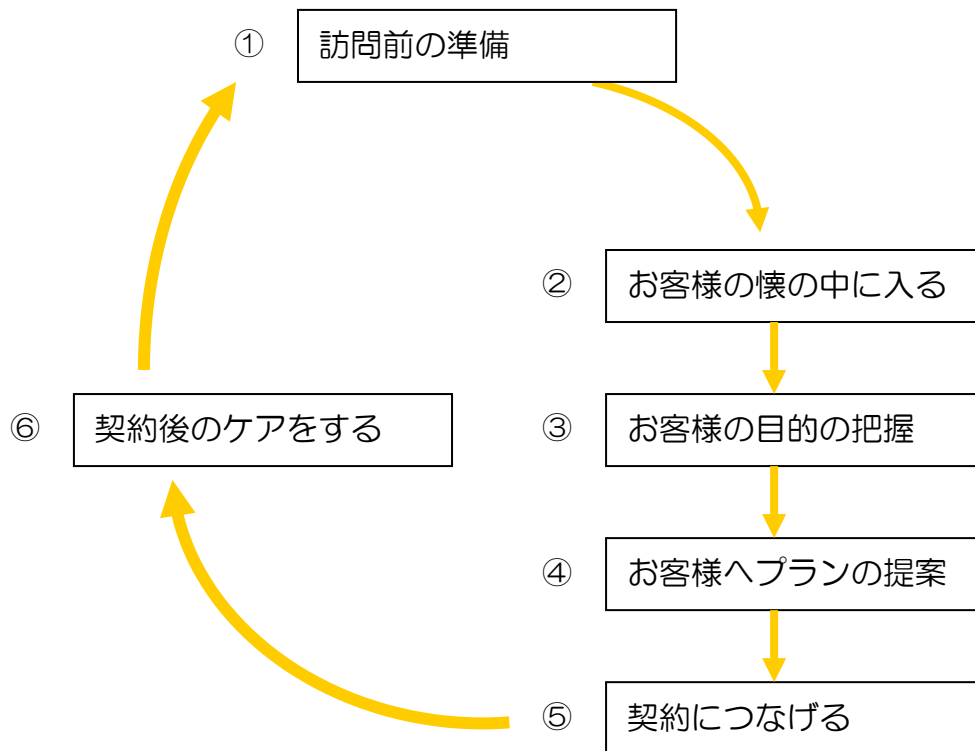 ① 訪問前の準備
② お客様の懐の中に入る
③ お客様の目的の把握
④ お客様へプランの提案
⑤ 契約につなげる
⑥ 契約後のケアをする